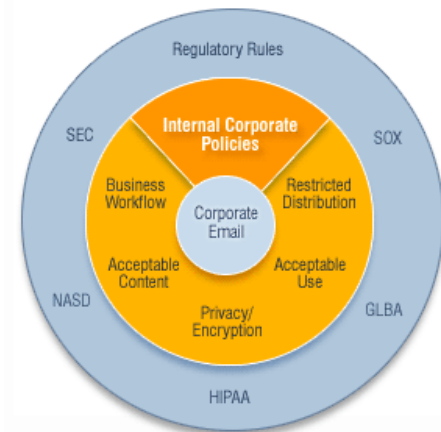 Regulatory Rules
SEC
SOX
Internal Corporate
Policies
Business
Workflow
Restricted
Distribution
Corporate
Email
Acceptable
Content
Acceptable
Use
NASD
GLBA
Privacy/
Encryption
HIPAA